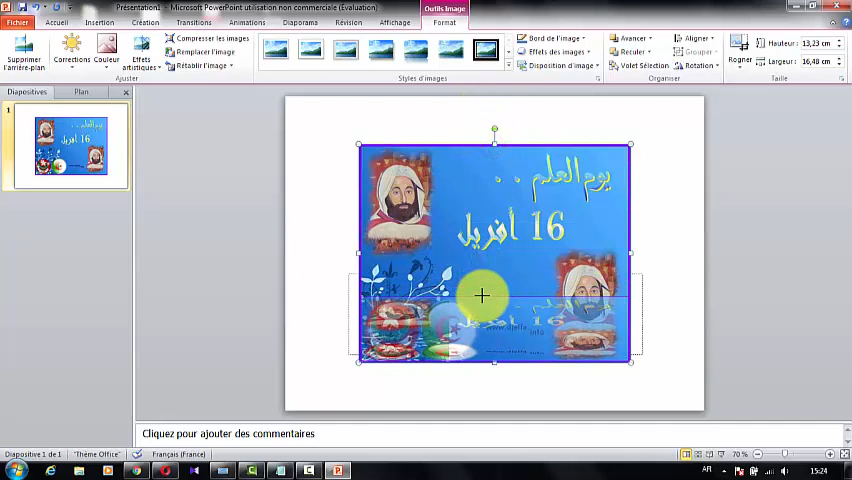 Présentation1 - Microsoft PowerPoint utilisation non commerciale (Évaluation)
Outils Image
Fichier
Accueil
Insertion
Création
Transitions
Animations
Diaporama
Révision
Affichage
Format
Supprimer l'arrière-plan
Corrections
Couleur
Effets artistiques
Compresser les images
Remplacer l'image
Rétablir l'image
Ajuster
Styles d'images
Bord de l'image
Effets des images
Disposition d'image
Avancer
Reculer
Volet Sélection
Aligner
Grouper
Rotation
Organiser
Rogner
Hauteur: 13,23 cm
Largeur: 16,48 cm
Taille
Diapositives
Plan
1
يوم العلم . .
16 أفريل
www.djelfa
.info
Cliquez pour ajouter des commentaires
Diapositive 1 de 1
"Thème Office"
Français (France)
70 %
AR
15:24